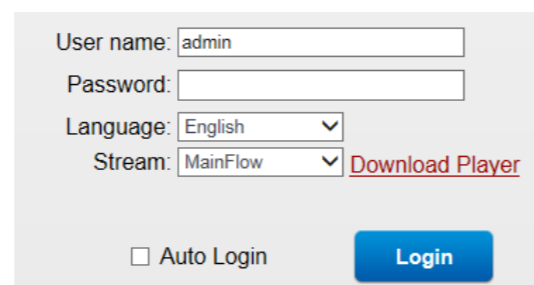 User name: admin
Password:
Language: English
Stream: MainFlow Download Player
Auto Login Login